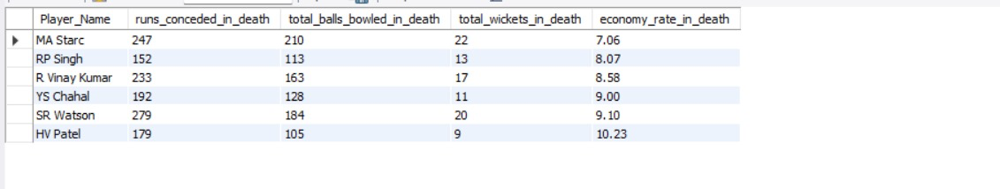 Player_Name runs_conceded_in_death total_balls_bowled_in_death total_wickets_in_death economy_rate_in_death
MA Starc 247 210 22 7.06
RP Singh 152 113 13 8.07
R Vinay Kumar 233 163 17 8.58
YS Chahal 192 128 11 9.00
SR Watson 279 184 20 9.10
HV Patel 179 105 9 10.23